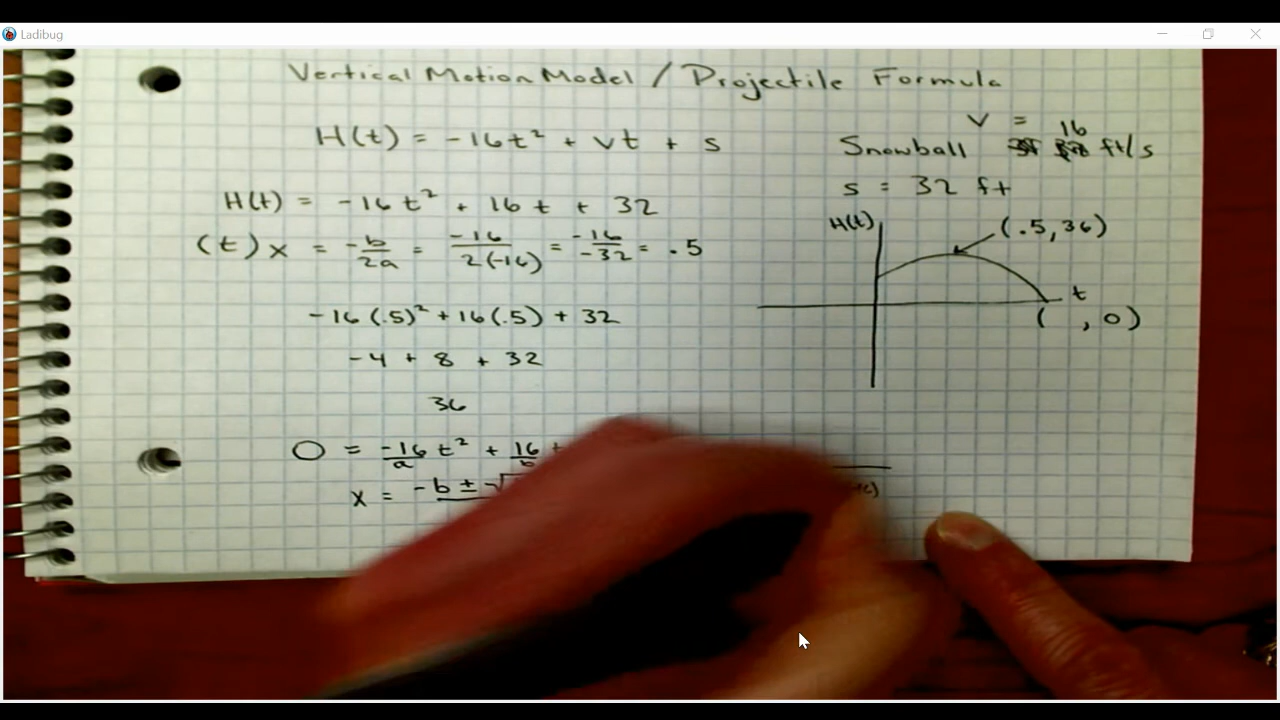 Ladibug
Vertical Motion Model / Projectile Formula
H(t) = -16t² + vt + s
v = 16
Snowball ft/s
s = 32 ft
H(t) = -16t² + 16t + 32
(t) x = -b/2a = -16/2(-16) = -16/-32 = .5
H(t)
(.5, 36)
t
( , 0)
-16(.5)² + 16(.5) + 32
-4 + 8 + 32
36
0 = -16 t² + 16
a b
x = -b ± √